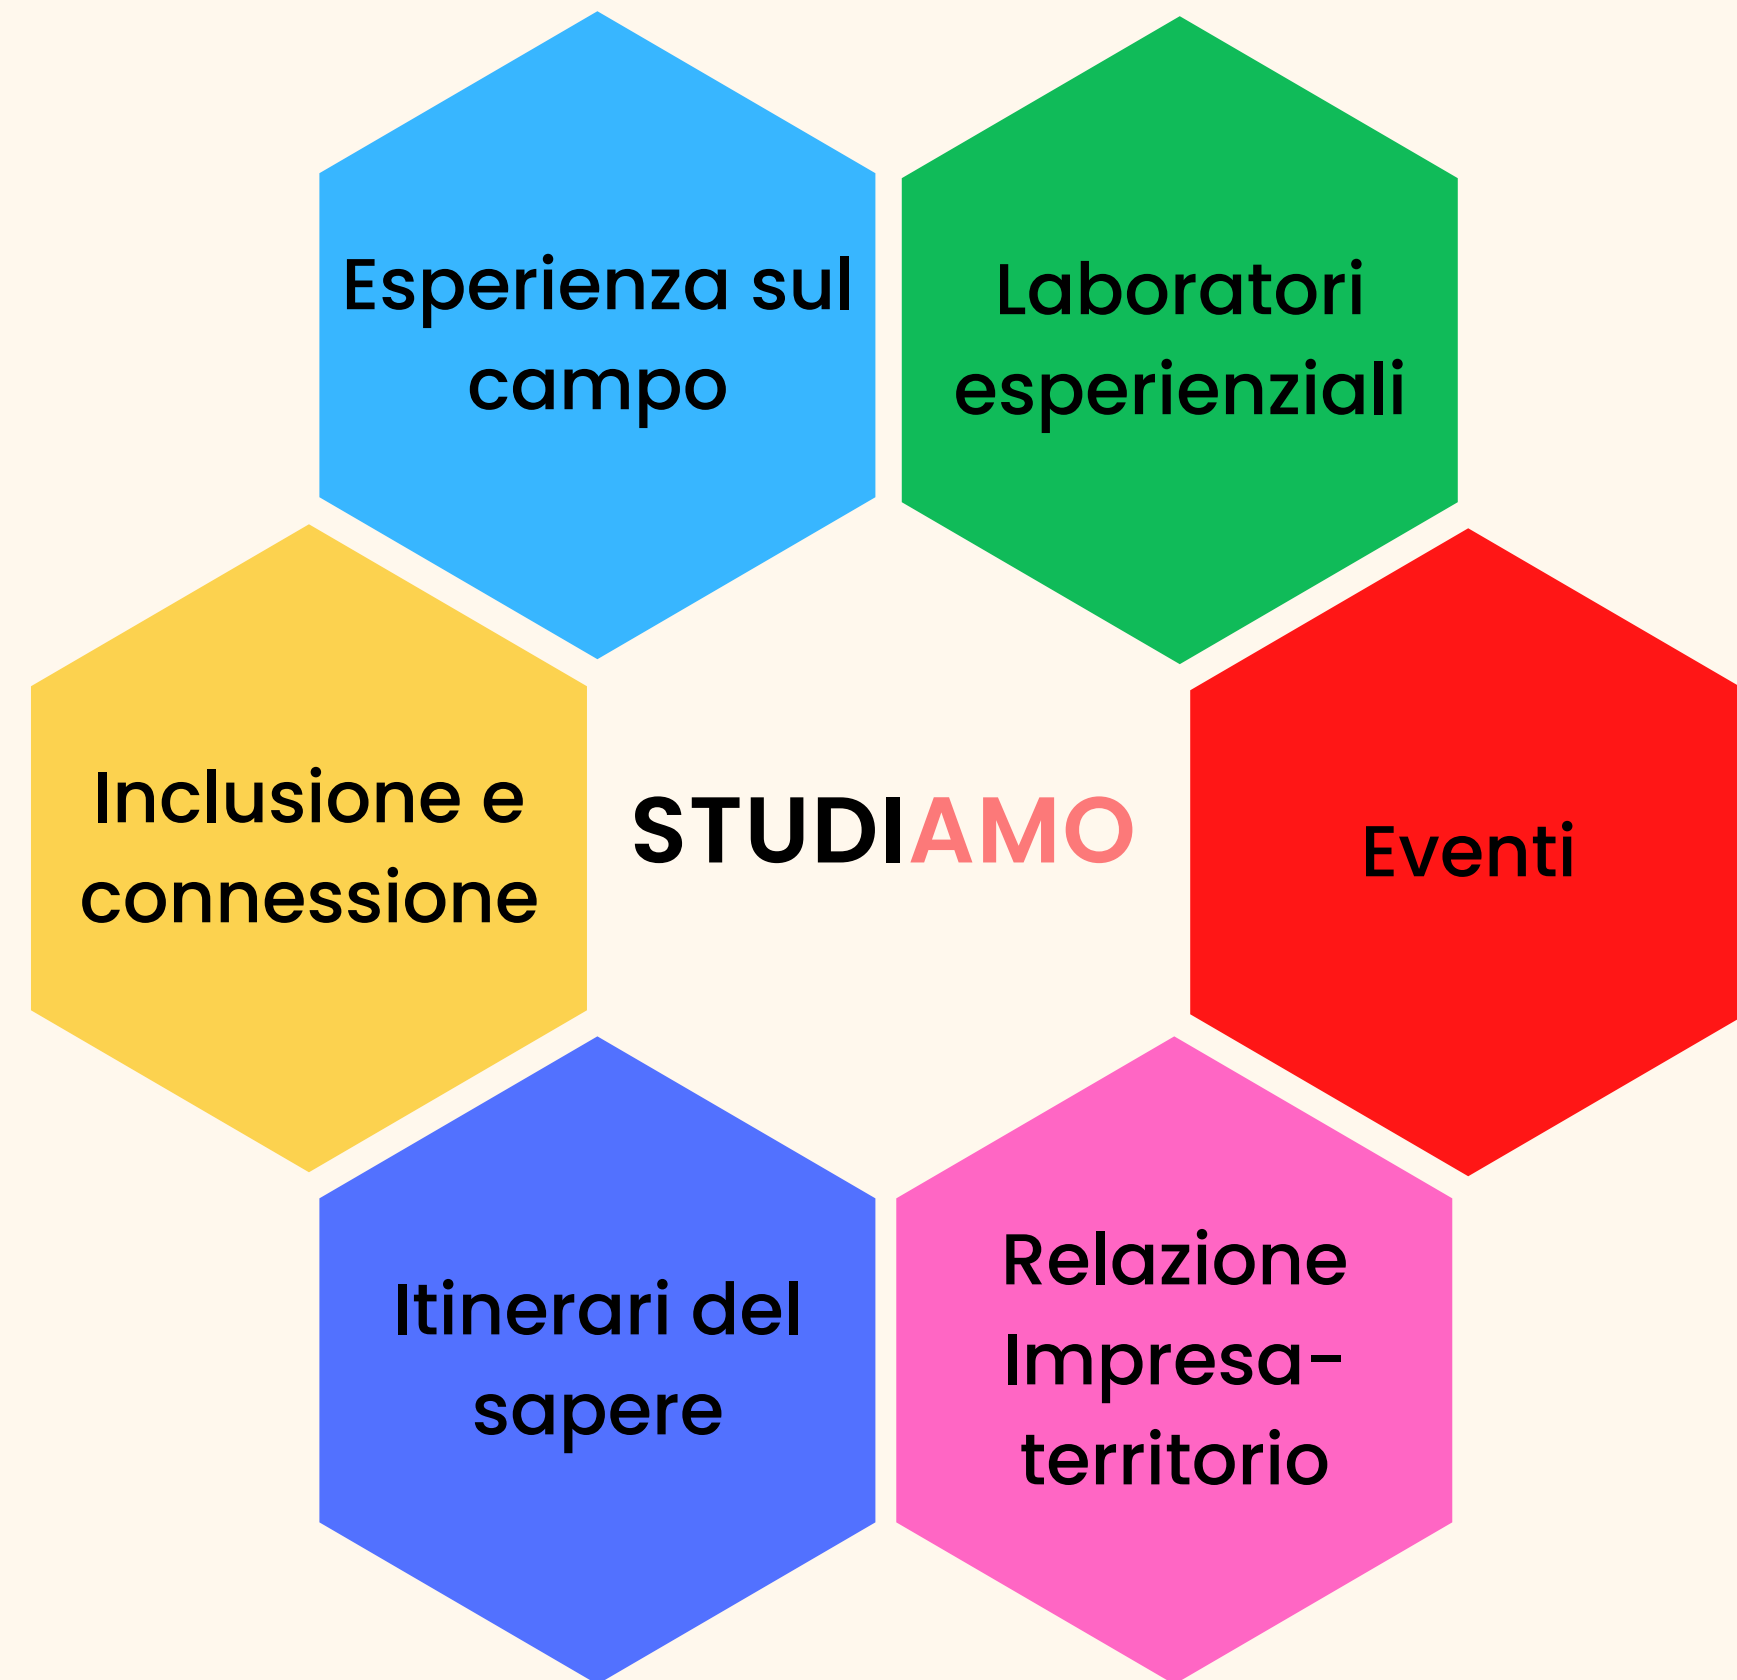 Esperienza sul
campo
Laboratori
esperienziali
Inclusione e
connessione
STUDIAMO
Eventi
Itinerari del
sapere
Relazione
Impresa-
territorio